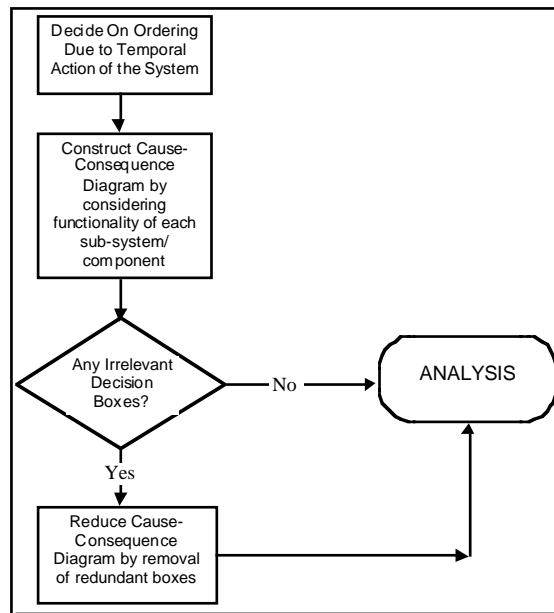 Decide On Ordering
Due to Temporal
Action of the System
Construct Cause-
Consequence
Diagram by
considering
functionality of each
sub-system/
component
Any Irrelevant
Decision
Boxes?
No
ANALYSIS
Yes
Reduce Cause-
Consequence
Diagram by removal
of redundant boxes